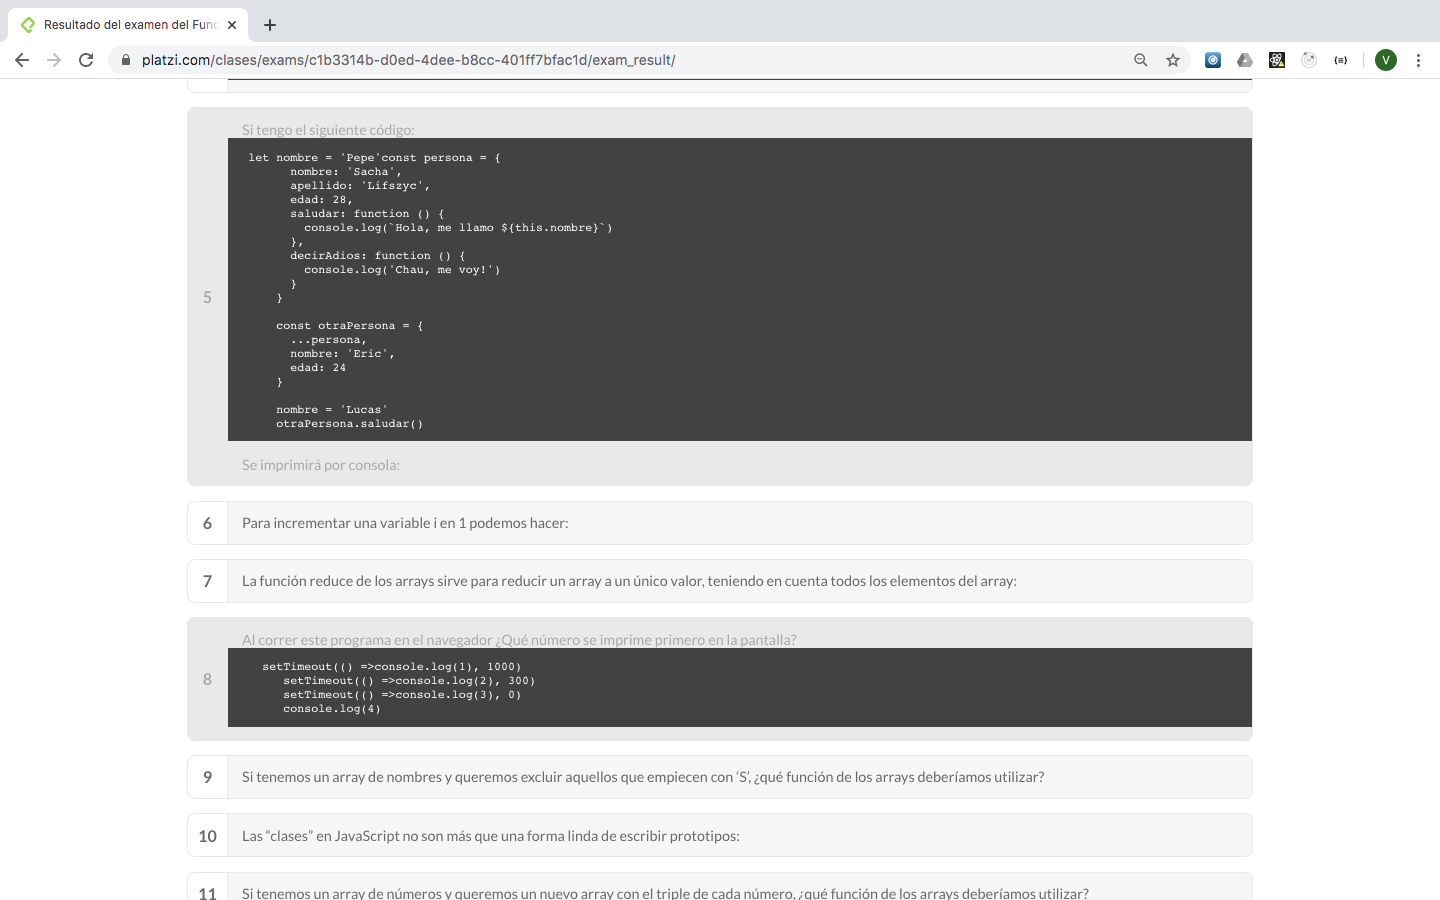 Resultado del examen del Fund
platzi.com/clases/exams/c1b3314b-d0ed-4dee-b8cc-401ff7bfac1d/exam_result/
V
5
Si tengo el siguiente código:
let nombre = 'Pepe'const persona = {
nombre: 'Sacha',
apellido: 'Lifszyc',
edad: 28,
saludar: function () {
console.log(`Hola, me llamo ${this.nombre}`)
},
decirAdios: function () {
console.log('Chau, me voy!')
}
}
const otraPersona = {
...persona,
nombre: 'Eric',
edad: 24
}
nombre = 'Lucas'
otraPersona.saludar()
Se imprimirá por consola:
6 Para incrementar una variable i en 1 podemos hacer:
7 La función reduce de los arrays sirve para reducir un array a un único valor, teniendo en cuenta todos los elementos del array:
8
Al correr este programa en el navegador ¿Qué número se imprime primero en la pantalla?
setTimeout(() =>console.log(1), 1000)
setTimeout(() =>console.log(2), 300)
setTimeout(() =>console.log(3), 0)
console.log(4)
9 Si tenemos un array de nombres y queremos excluir aquellos que empiecen con ‘S’, ¿qué función de los arrays deberíamos utilizar?
10 Las “clases” en JavaScript no son más que una forma linda de escribir prototipos:
11 Si tenemos un array de números y queremos un nuevo array con el triple de cada número, ¿qué función de los arrays deberíamos utilizar?